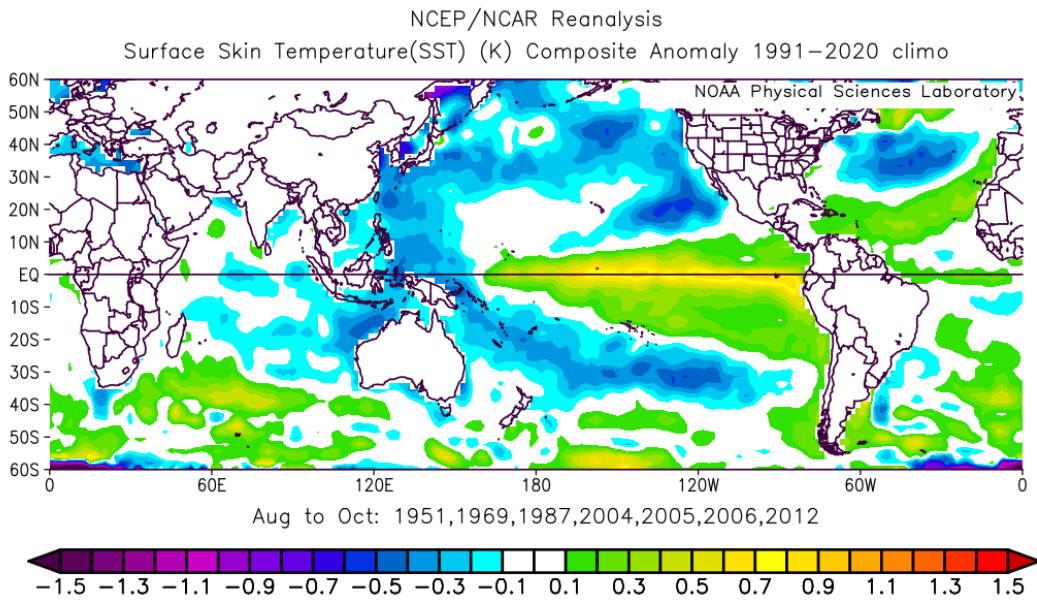 NCEP/NCAR Reanalysis
Surface Skin Temperature(SST) (K) Composite Anomaly 1991−2020 climo
NOAA Physical Sciences Laboratory
60N
50N
40N
30N
20N
10N
EQ
10S
20S
30S
40S
50S
60S
0 60E 120E 180 120W 60W 0
Aug to Oct: 1951,1969,1987,2004,2005,2006,2012
−1.5 −1.3 −1.1 −0.9 −0.7 −0.5 −0.3 −0.1 0.1 0.3 0.5 0.7 0.9 1.1 1.3 1.5